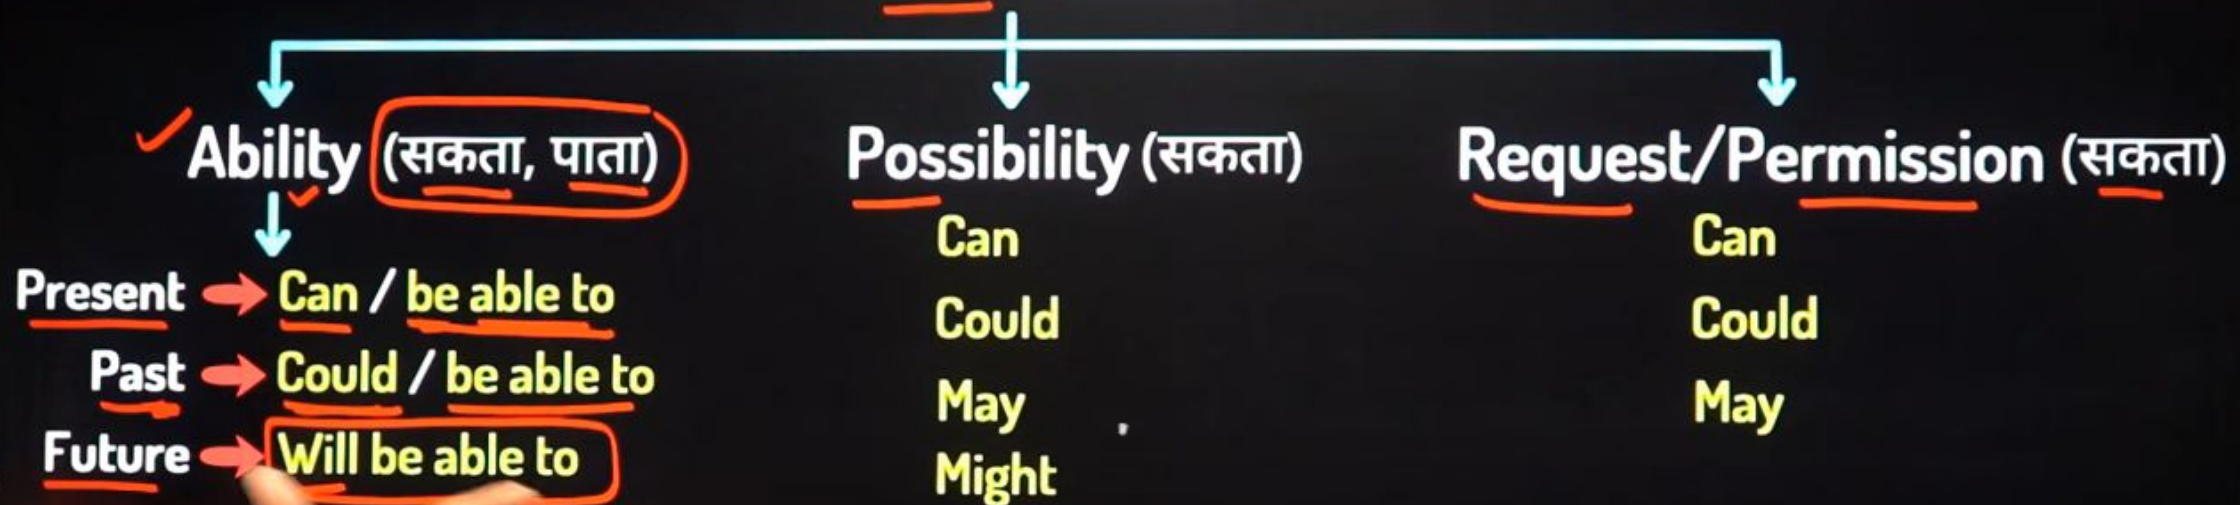 Ability (सकता, पाता)
Present Can / be able to
Past Could / be able to
Future Will be able to
Possibility (सकता)
Can
Could
May
Might
Request/Permission (सकता)
Can
Could
May